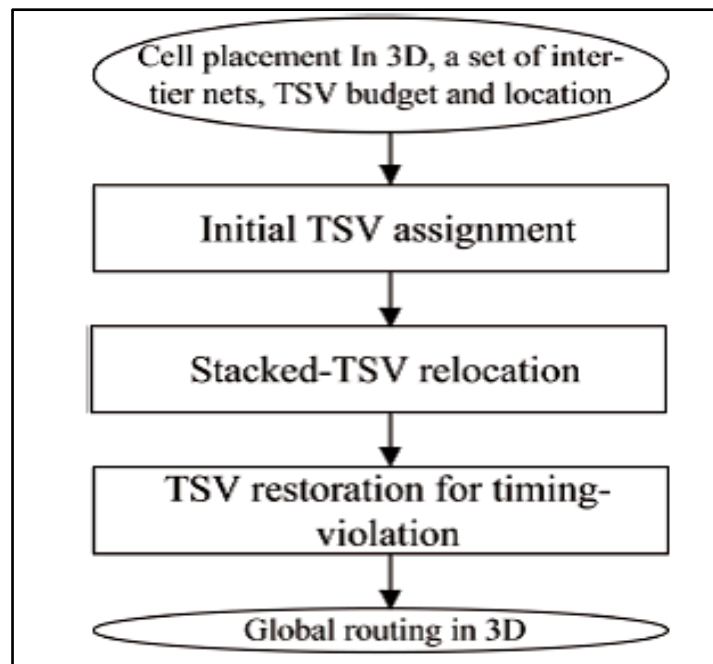 Cell placement In 3D, a set of inter-
tier nets, TSV budget and location
Initial TSV assignment
Stacked-TSV relocation
TSV restoration for timing-
violation
Global routing in 3D